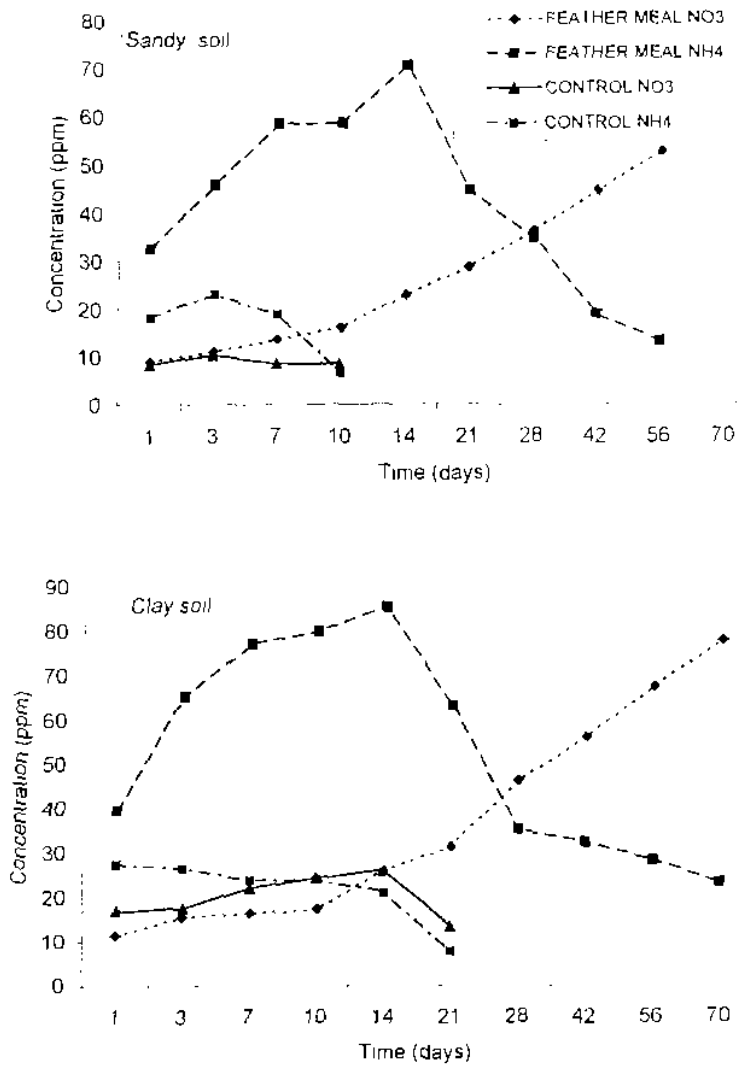 Sandy soil
FEATHER MEAL NO3
FEATHER MEAL NH4
CONTROL NO3
CONTROL NH4
Concentration (ppm)
80
70
60
50
40
30
20
10
0
1 3 7 10 14 21 28 42 56 70
Time (days)
Clay soil
Concentration (ppm)
90
80
70
60
50
40
30
20
10
0
1 3 7 10 14 21 28 42 56 70
Time (days)